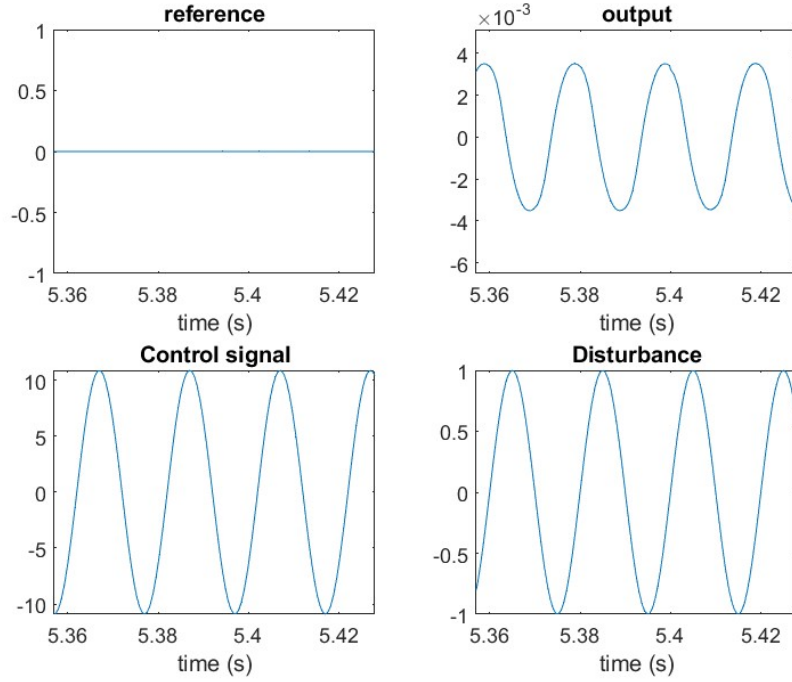 reference
1
0.5
0
-0.5
-1
5.36 5.38 5.4 5.42
time (s)
output
×10-3
4
2
0
-2
-4
-6
5.36 5.38 5.4 5.42
time (s)
Control signal
10
5
0
-5
-10
5.36 5.38 5.4 5.42
time (s)
Disturbance
1
0.5
0
-0.5
-1
5.36 5.38 5.4 5.42
time (s)